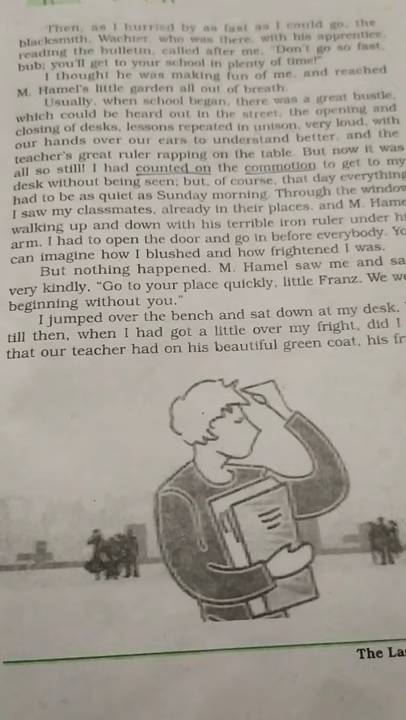 Then, as I hurried by as fast as I could go, the
blacksmith, Wachter, who was there, with his apprentice,
reading the bulletin, called after me, "Don't go so fast,
bub; you'll get to your school in plenty of time!"
I thought he was making fun of me, and reached
M. Hamel's little garden all out of breath.
Usually, when school began, there was a great bustle,
which could be heard out in the street, the opening and
closing of desks, lessons repeated in unison, very loud, with
our hands over our ears to understand better, and the
teacher's great ruler rapping on the table. But now it was
all so still! I had counted on the commotion to get to my
desk without being seen; but, of course, that day everything
had to be as quiet as Sunday morning. Through the window
I saw my classmates, already in their places, and M. Hame
walking up and down with his terrible iron ruler under hi
arm. I had to open the door and go in before everybody. Yo
can imagine how I blushed and how frightened I was.
But nothing happened. M. Hamel saw me and sa
very kindly, "Go to your place quickly, little Franz. We we
beginning without you."
I jumped over the bench and sat down at my desk.
till then, when I had got a little over my fright, did I
that our teacher had on his beautiful green coat, his fr
The La